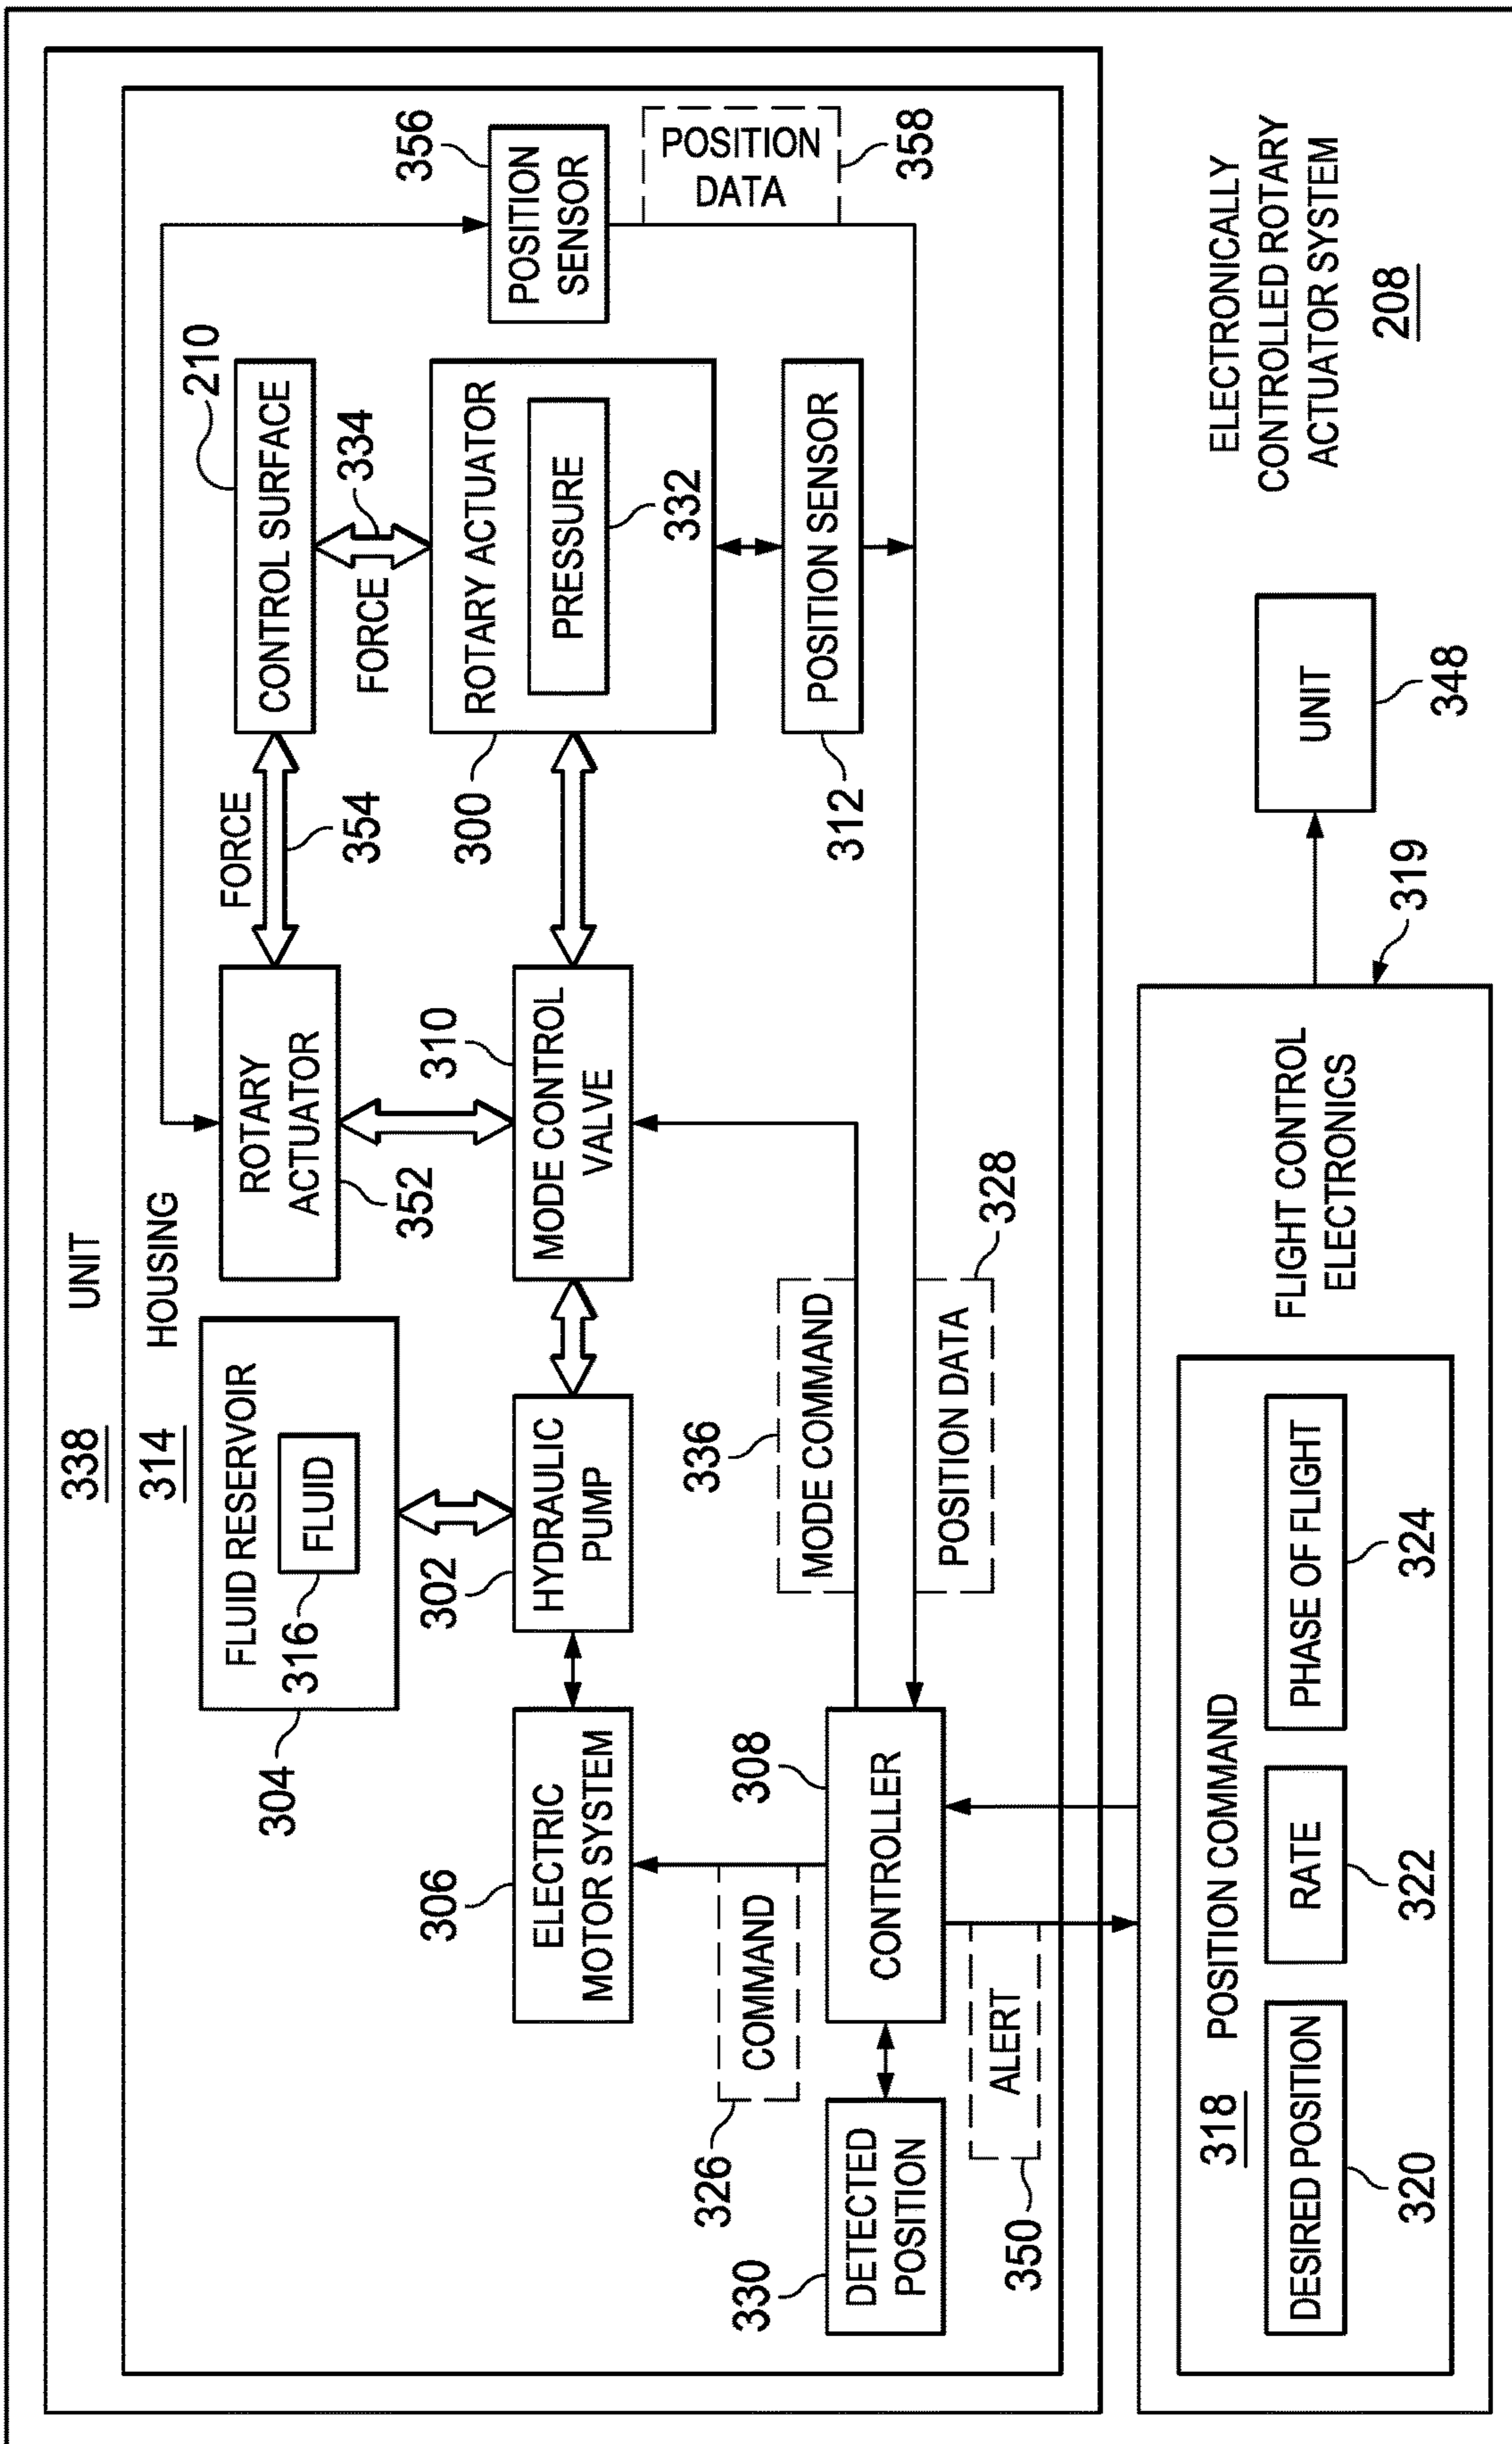 UNIT
338
HOUSING
314
FLUID RESERVOIR
FLUID
316
304
ROTARY
ACTUATOR
352
FORCE
354
CONTROL SURFACE
210
FORCE
334
356
POSITION
SENSOR
POSITION
DATA
358
ELECTRIC
MOTOR SYSTEM
306
HYDRAULIC
PUMP
302
MODE CONTROL
VALVE
310
ROTARY ACTUATOR
PRESSURE
332
300
POSITION SENSOR
312
COMMAND
326
MODE COMMAND
336
POSITION DATA
328
DETECTED
POSITION
330
CONTROLLER
308
ALERT
350
FLIGHT CONTROL
ELECTRONICS
319
POSITION COMMAND
318
DESIRED POSITION
320
RATE
322
PHASE OF FLIGHT
324
UNIT
348
ELECTRONICALLY
CONTROLLED ROTARY
ACTUATOR SYSTEM
208